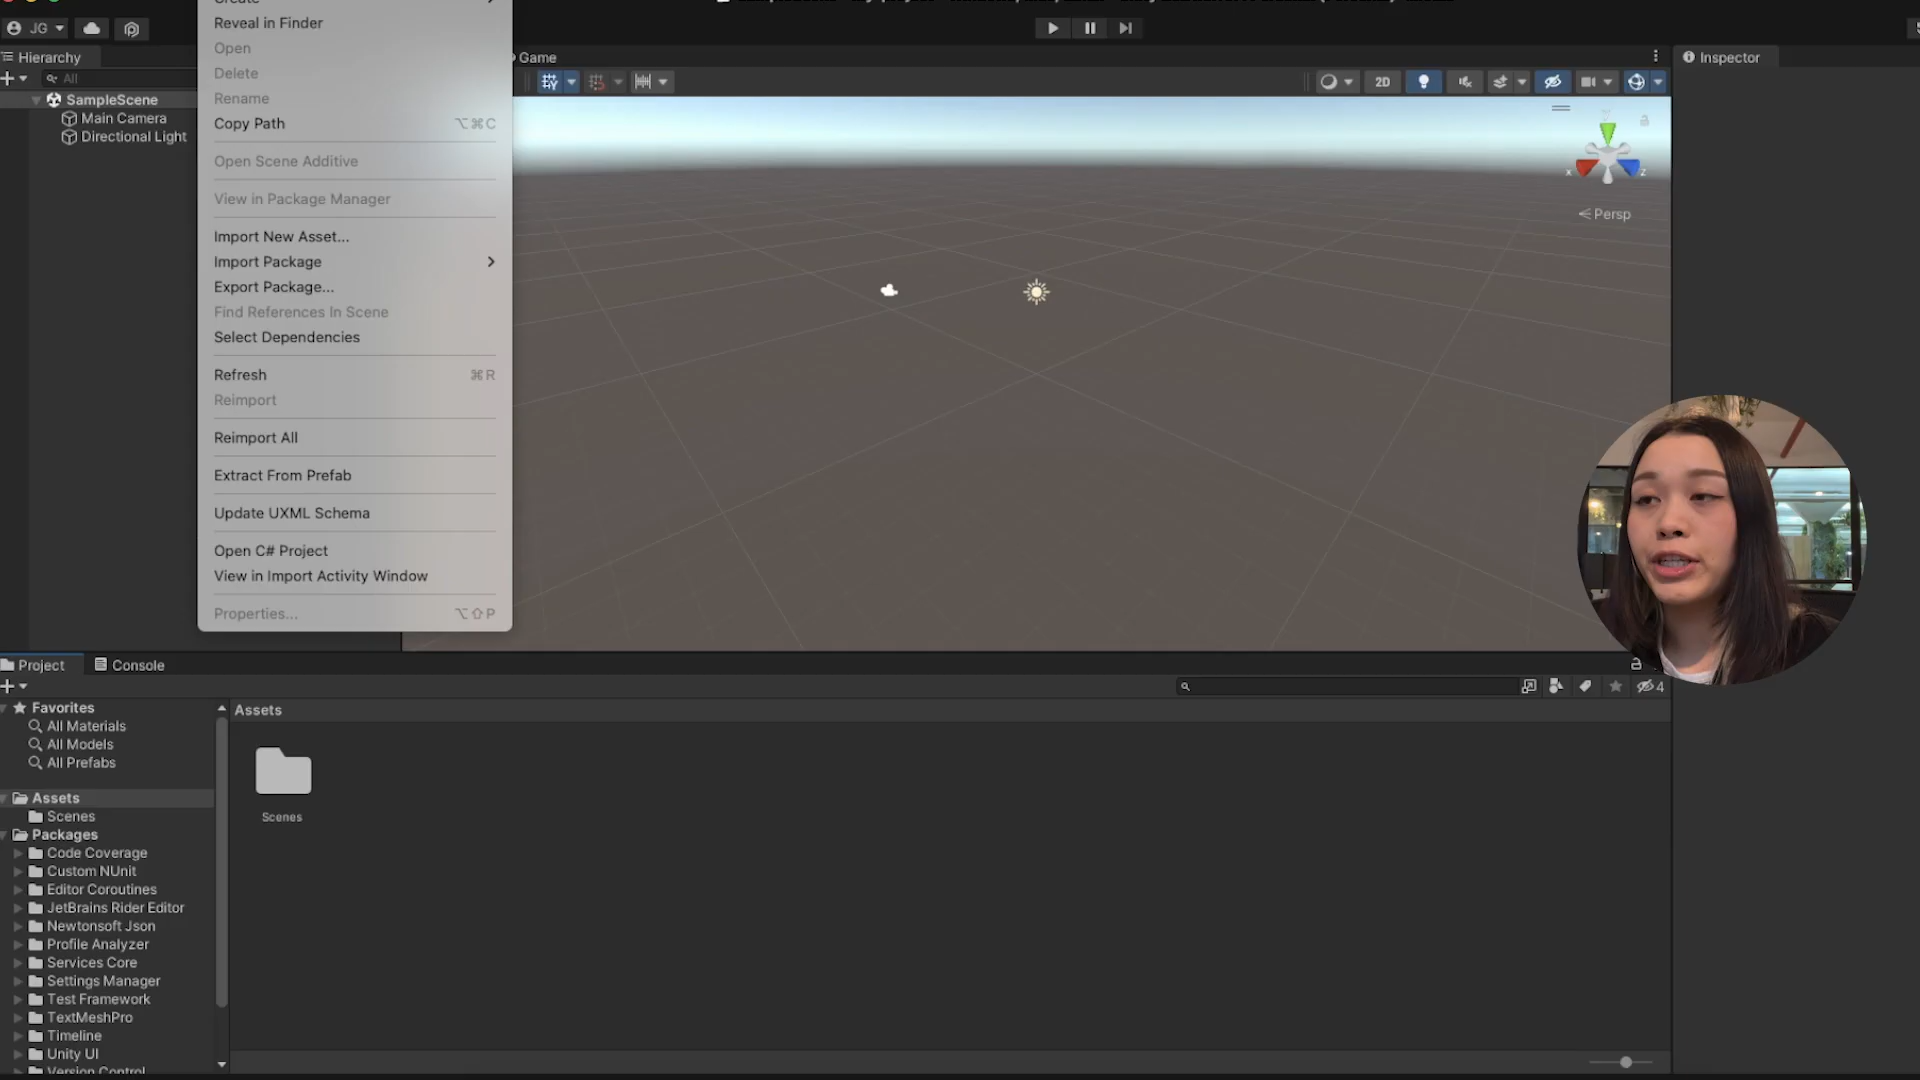 Create
Reveal in Finder
JG
Open
Game
Hierarchy
Inspector
Delete
All
2D
Rename
SampleScene
Main Camera
Copy Path ⌥⌘C
Directional Light
Open Scene Additive
x
z
View in Package Manager
Persp
Import New Asset...
Import Package
Export Package...
Find References In Scene
Select Dependencies
Refresh ⌘R
Reimport
Reimport All
Extract From Prefab
Update UXML Schema
Open C# Project
View in Import Activity Window
Properties... ⌥⇧P
Project
Console
4
Favorites
Assets
All Materials
All Models
All Prefabs
Assets
Scenes
Scenes
Packages
Code Coverage
Custom NUnit
Editor Coroutines
JetBrains Rider Editor
Newtonsoft Json
Profile Analyzer
Services Core
Settings Manager
Test Framework
TextMeshPro
Timeline
Unity UI
Version Control